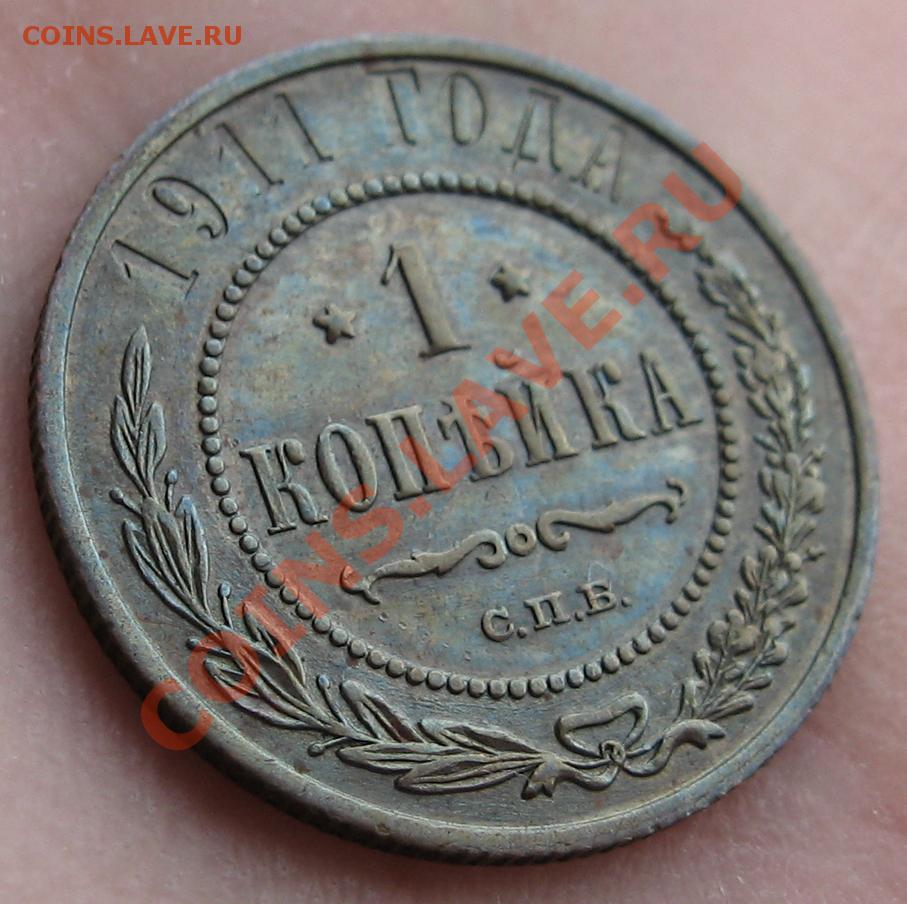 COINS.LAVE.RU
1911 ГОДА
1
КОПѢЙКА
С.П.Б.
COINS.LAVE.RU